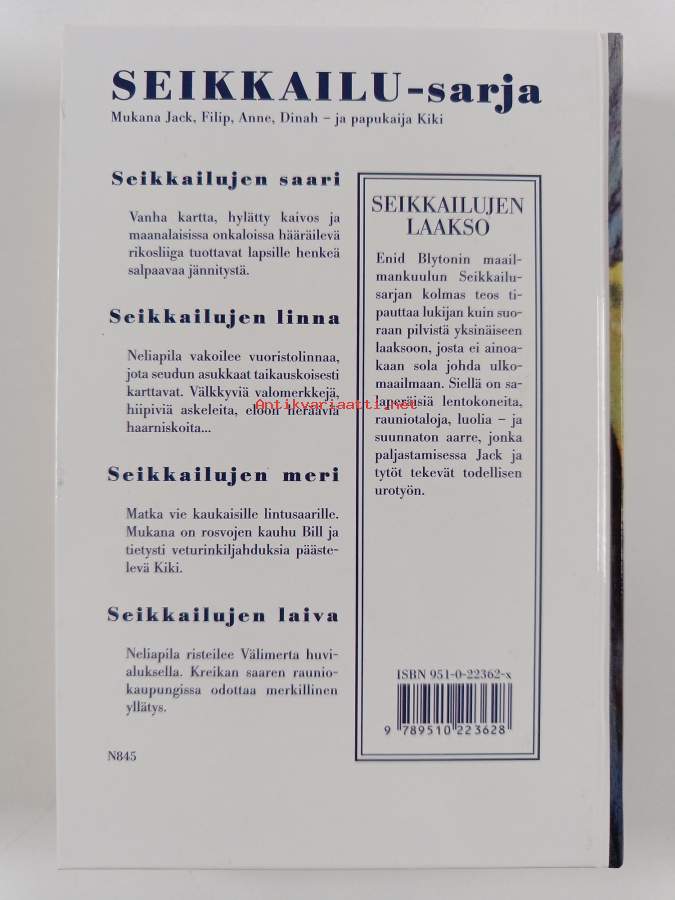 SEIKKAILU-sarja
Mukana Jack, Filip, Anne, Dinah – ja papukaija Kiki
Seikkailujen saari
Vanha kartta, hylätty kaivos ja
maanalaisissa onkaloissa hääräilevä
rikosliiga tuottavat lapsille henkeä
salpaavaa jännitystä.
Seikkailujen linna
Neliapila vakoilee vuoristolinnaa,
jota seudun asukkaat taikauskoisesti
karttavat. Välkkyviä valomerkkejä,
hiipiviä askeleita, eloon herääviä
haarniskoita...
Seikkailujen meri
Matka vie kaukaisille lintusaarille.
Mukana on rosvojen kauhu Bill ja
tietysti veturinkiljahduksia pääste-
levä Kiki.
Seikkailujen laiva
Neliapila risteilee Välimerta huvi-
aluksella. Kreikan saaren raunio-
kaupungissa odottaa merkillinen
yllätys.
N845
SEIKKAILUJEN
LAAKSO
Enid Blytonin maail-
mankuulun Seikkailu-
sarjan kolmas teos ti-
pauttaa lukijan kuin suo-
raan pilvistä yksinäiseen
laaksoon, josta ei ainoa-
kaan sola johda ulko-
maailmaan. Siellä on sa-
laperäisiä lentokoneita,
rauniotaloja, luolia – ja
suunnaton aarre, jonka
paljastamisessa Jack ja
tytöt tekevät todellisen
urotyön.
ISBN 951-0-22362-x
9 789510 223628
Antikvariaatti.net